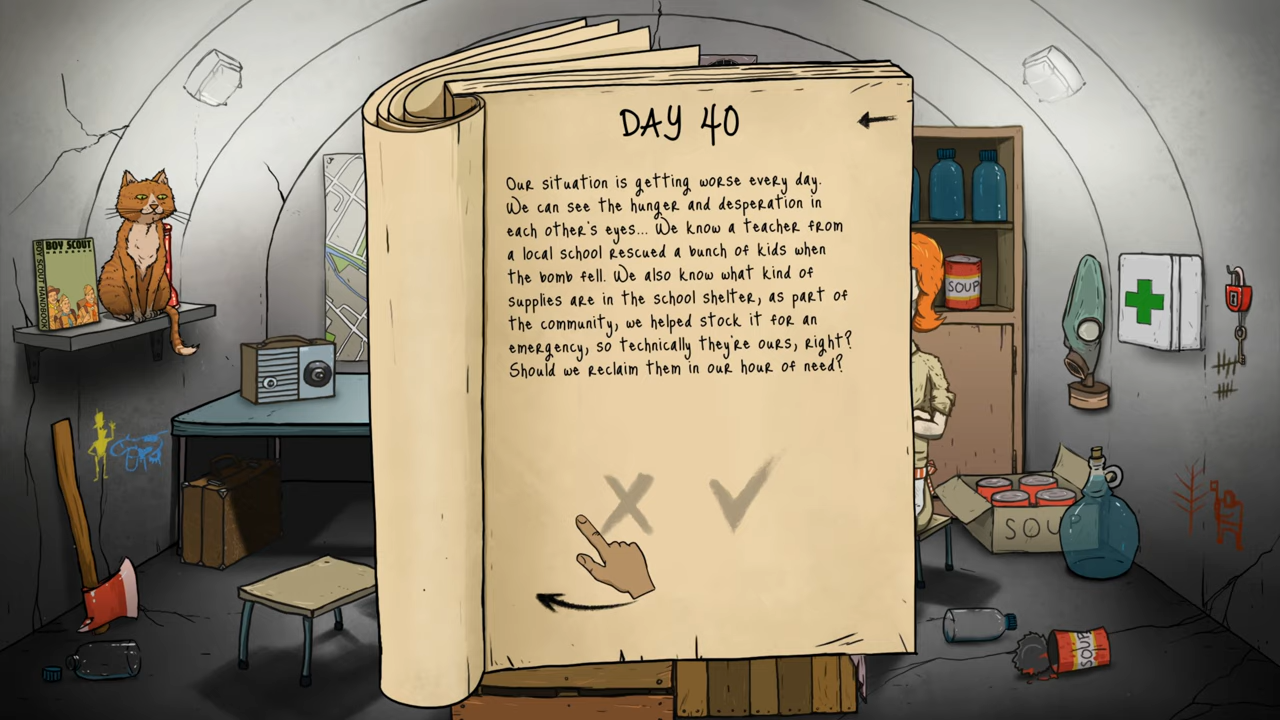 DAY 40
Our situation is getting worse every day.
We can see the hunger and desperation in
each other's eyes... We know a teacher from
a local school rescued a bunch of kids when
the bomb fell. We also know what kind of
supplies are in the school shelter, as part of
the community, we helped stock it for an
emergency, so technically they're ours, right?
Should we reclaim them in our hour of need?
BOY SCOUT
BOY SCOUT HANDBOOK
SOUP
SOUP
SOUP